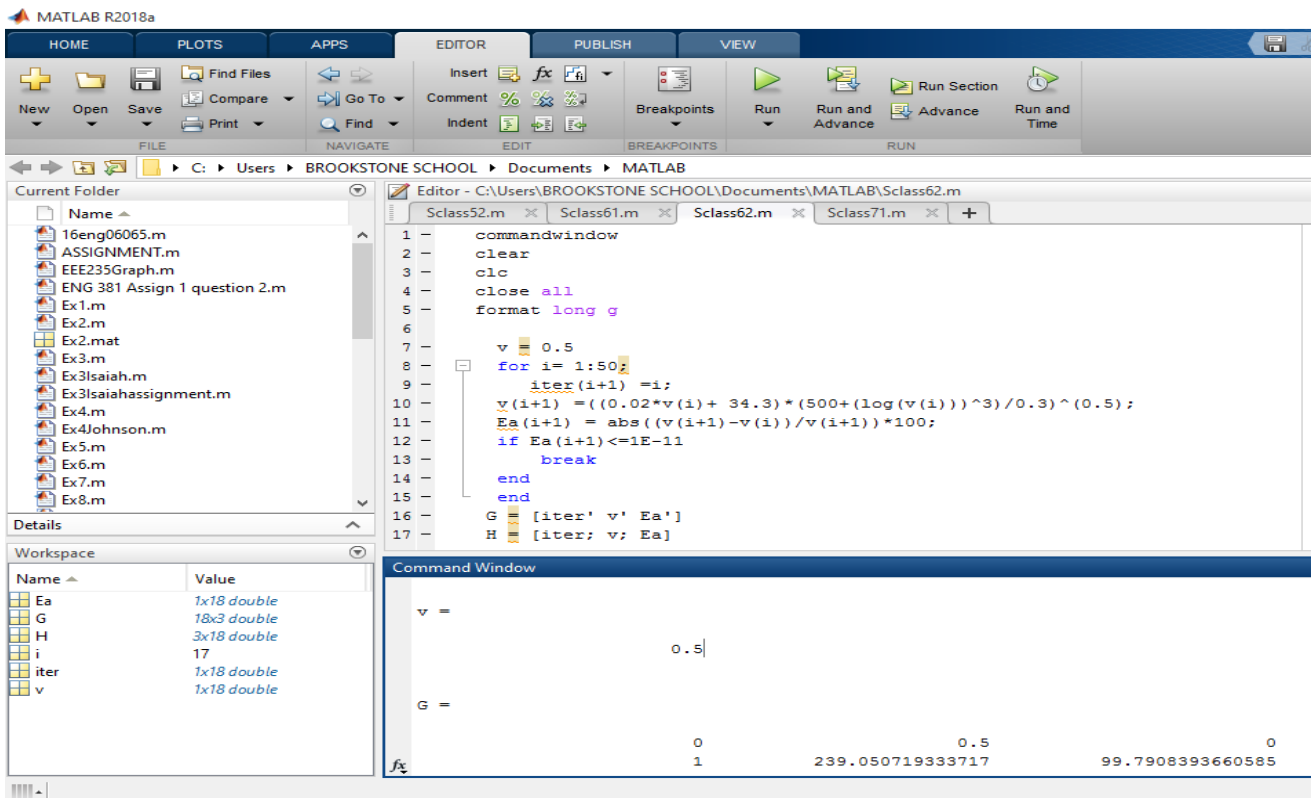 MATLAB R2018a
HOME PLOTS APPS EDITOR PUBLISH VIEW
New Open Save Find Files Compare Print
Go To Find
Insert fx fi
Comment
Indent
Breakpoints
Run Run and Advance Run Section Advance Run and Time
FILE NAVIGATE EDIT BREAKPOINTS RUN
C: Users BROOKSTONE SCHOOL Documents MATLAB
Current Folder
Name
16eng06065.m
ASSIGNMENT.m
EEE235Graph.m
ENG 381 Assign 1 question 2.m
Ex1.m
Ex2.m
Ex2.mat
Ex3.m
Ex3Isaiah.m
Ex3Isaiahassignment.m
Ex4.m
Ex4Johnson.m
Ex5.m
Ex6.m
Ex7.m
Ex8.m
Details
Workspace
Name Value
Ea 1x18 double
G 18x3 double
H 3x18 double
i 17
iter 1x18 double
v 1x18 double
Editor - C:\Users\BROOKSTONE SCHOOL\Documents\MATLAB\Sclass62.m
Sclass52.m Sclass61.m Sclass62.m Sclass71.m
1 commandwindow
2 clear
3 clc
4 close all
5 format long g
6
7 v = 0.5
8 for i= 1:50;
9 iter(i+1) =i;
10 v(i+1) =((0.02*v(i)+ 34.3)*(500+(log(v(i)))^3)/0.3)^(0.5);
11 Ea(i+1) = abs((v(i+1)-v(i))/v(i+1))*100;
12 if Ea(i+1)<=1E-11
13 break
14 end
15 end
16 G = [iter' v' Ea']
17 H = [iter; v; Ea]
Command Window
v =
0.5
G =
0 0.5 0
1 239.050719333717 99.7908393660585
fx